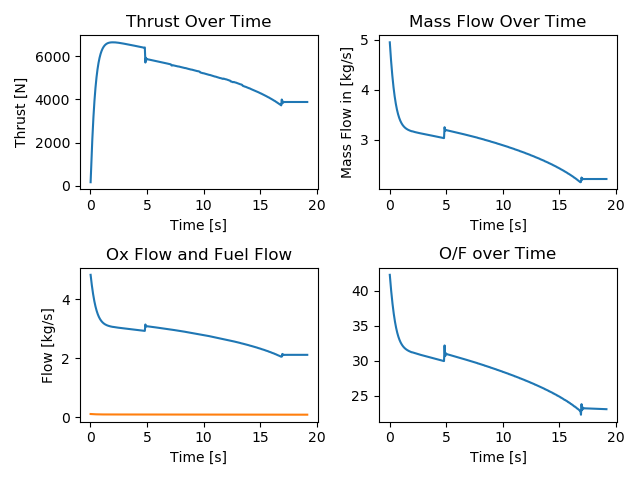 Thrust Over Time
Thrust [N]
6000
4000
2000
0
0 5 10 15 20
Time [s]
Mass Flow Over Time
Mass Flow in [kg/s]
5
4
3
0 5 10 15 20
Time [s]
Ox Flow and Fuel Flow
Flow [kg/s]
4
2
0
0 5 10 15 20
Time [s]
O/F over Time
40
35
30
25
0 5 10 15 20
Time [s]